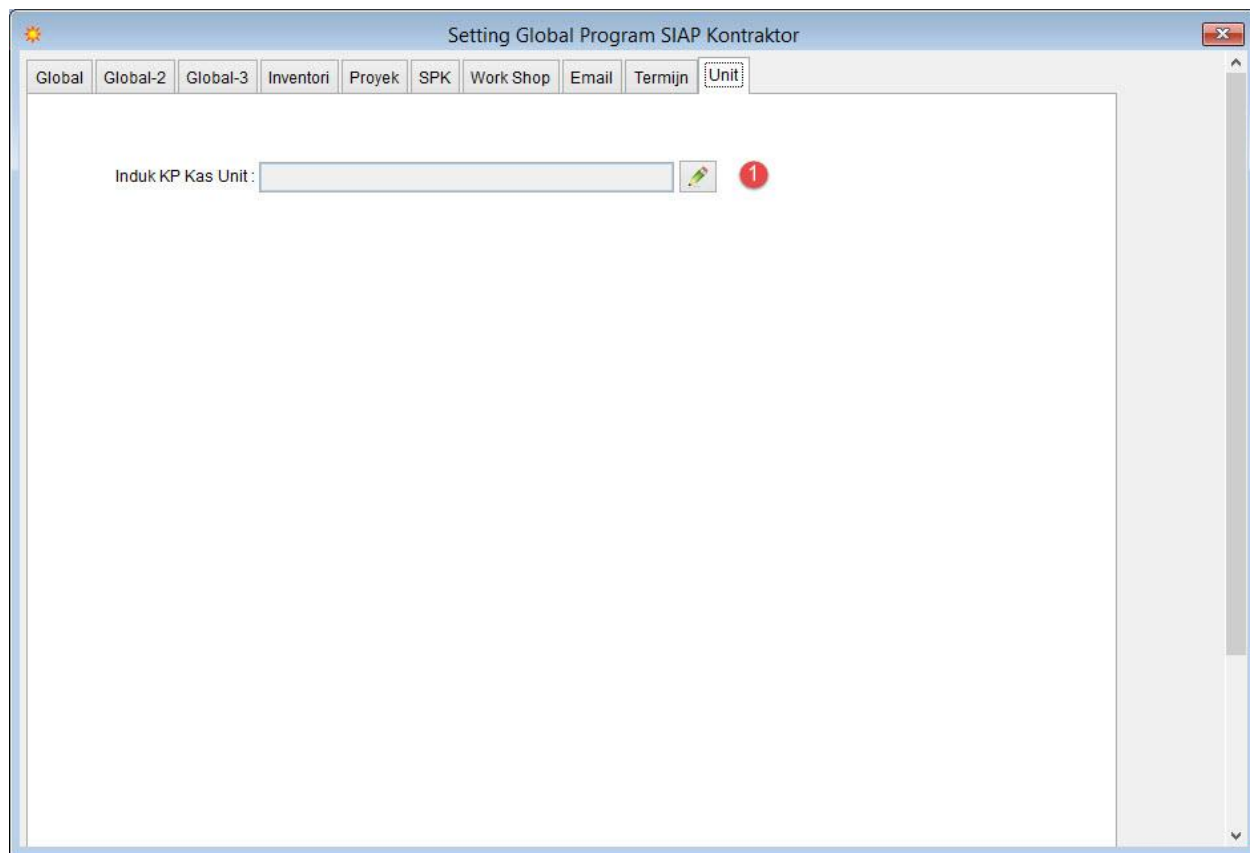 Setting Global Program SIAP Kontraktor
Global Global-2 Global-3 Inventori Proyek SPK Work Shop Email Termijn Unit
Induk KP Kas Unit : 1